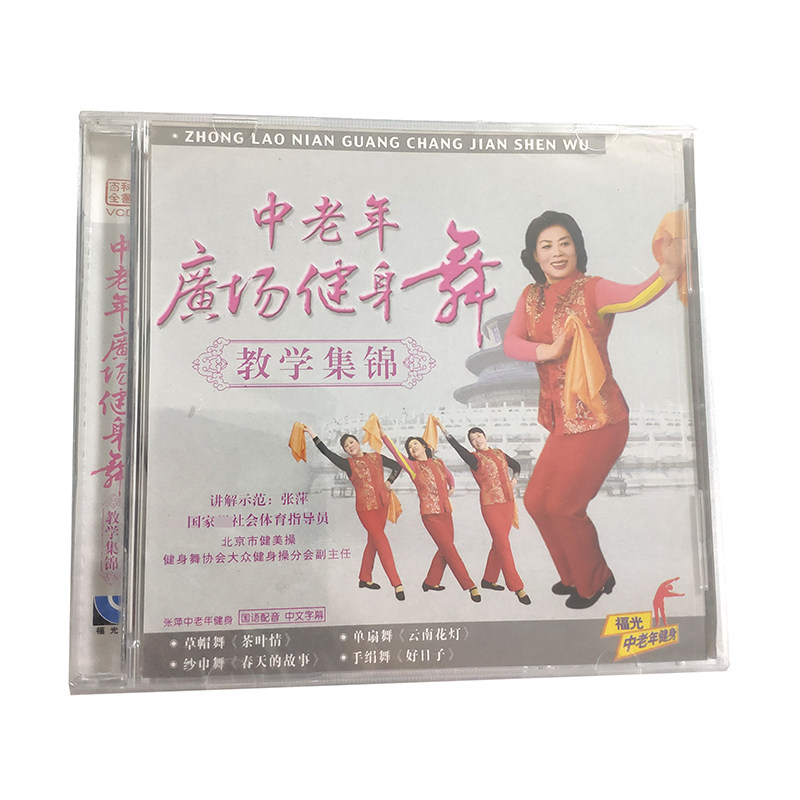 ZHONG LAO NIAN GUANG CHANG JIAN SHEN WU
百科
全書
VCD
中老年廣场健身舞
教学集锦
福光
中老年
廣场健身舞
教学集锦
讲解示范：张萍
国家 社会体育指导员
北京市健美操
健身舞协会大众健身操分会副主任
张萍中老年健身 国语配音 中文字幕
•草帽舞《茶叶情》
•单扇舞《云南花灯》
•纱巾舞《春天的故事》
•手绢舞《好日子》
福光
中老年健身